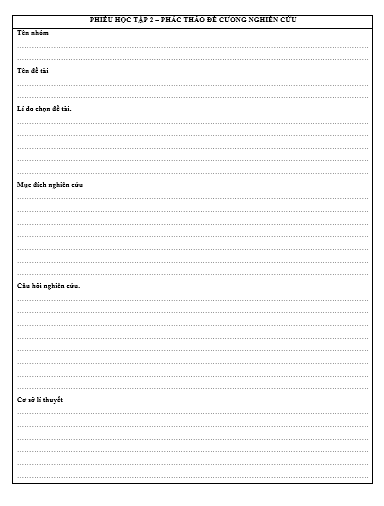 PHIẾU HỌC TẬP 2 – PHÁC THẢO ĐỀ CƯƠNG NGHIÊN CỨU
Tên nhóm
Tên đề tài
Lí do chọn đề tài.
Mục đích nghiên cứu
Câu hỏi nghiên cứu.
Cơ sở lí thuyết